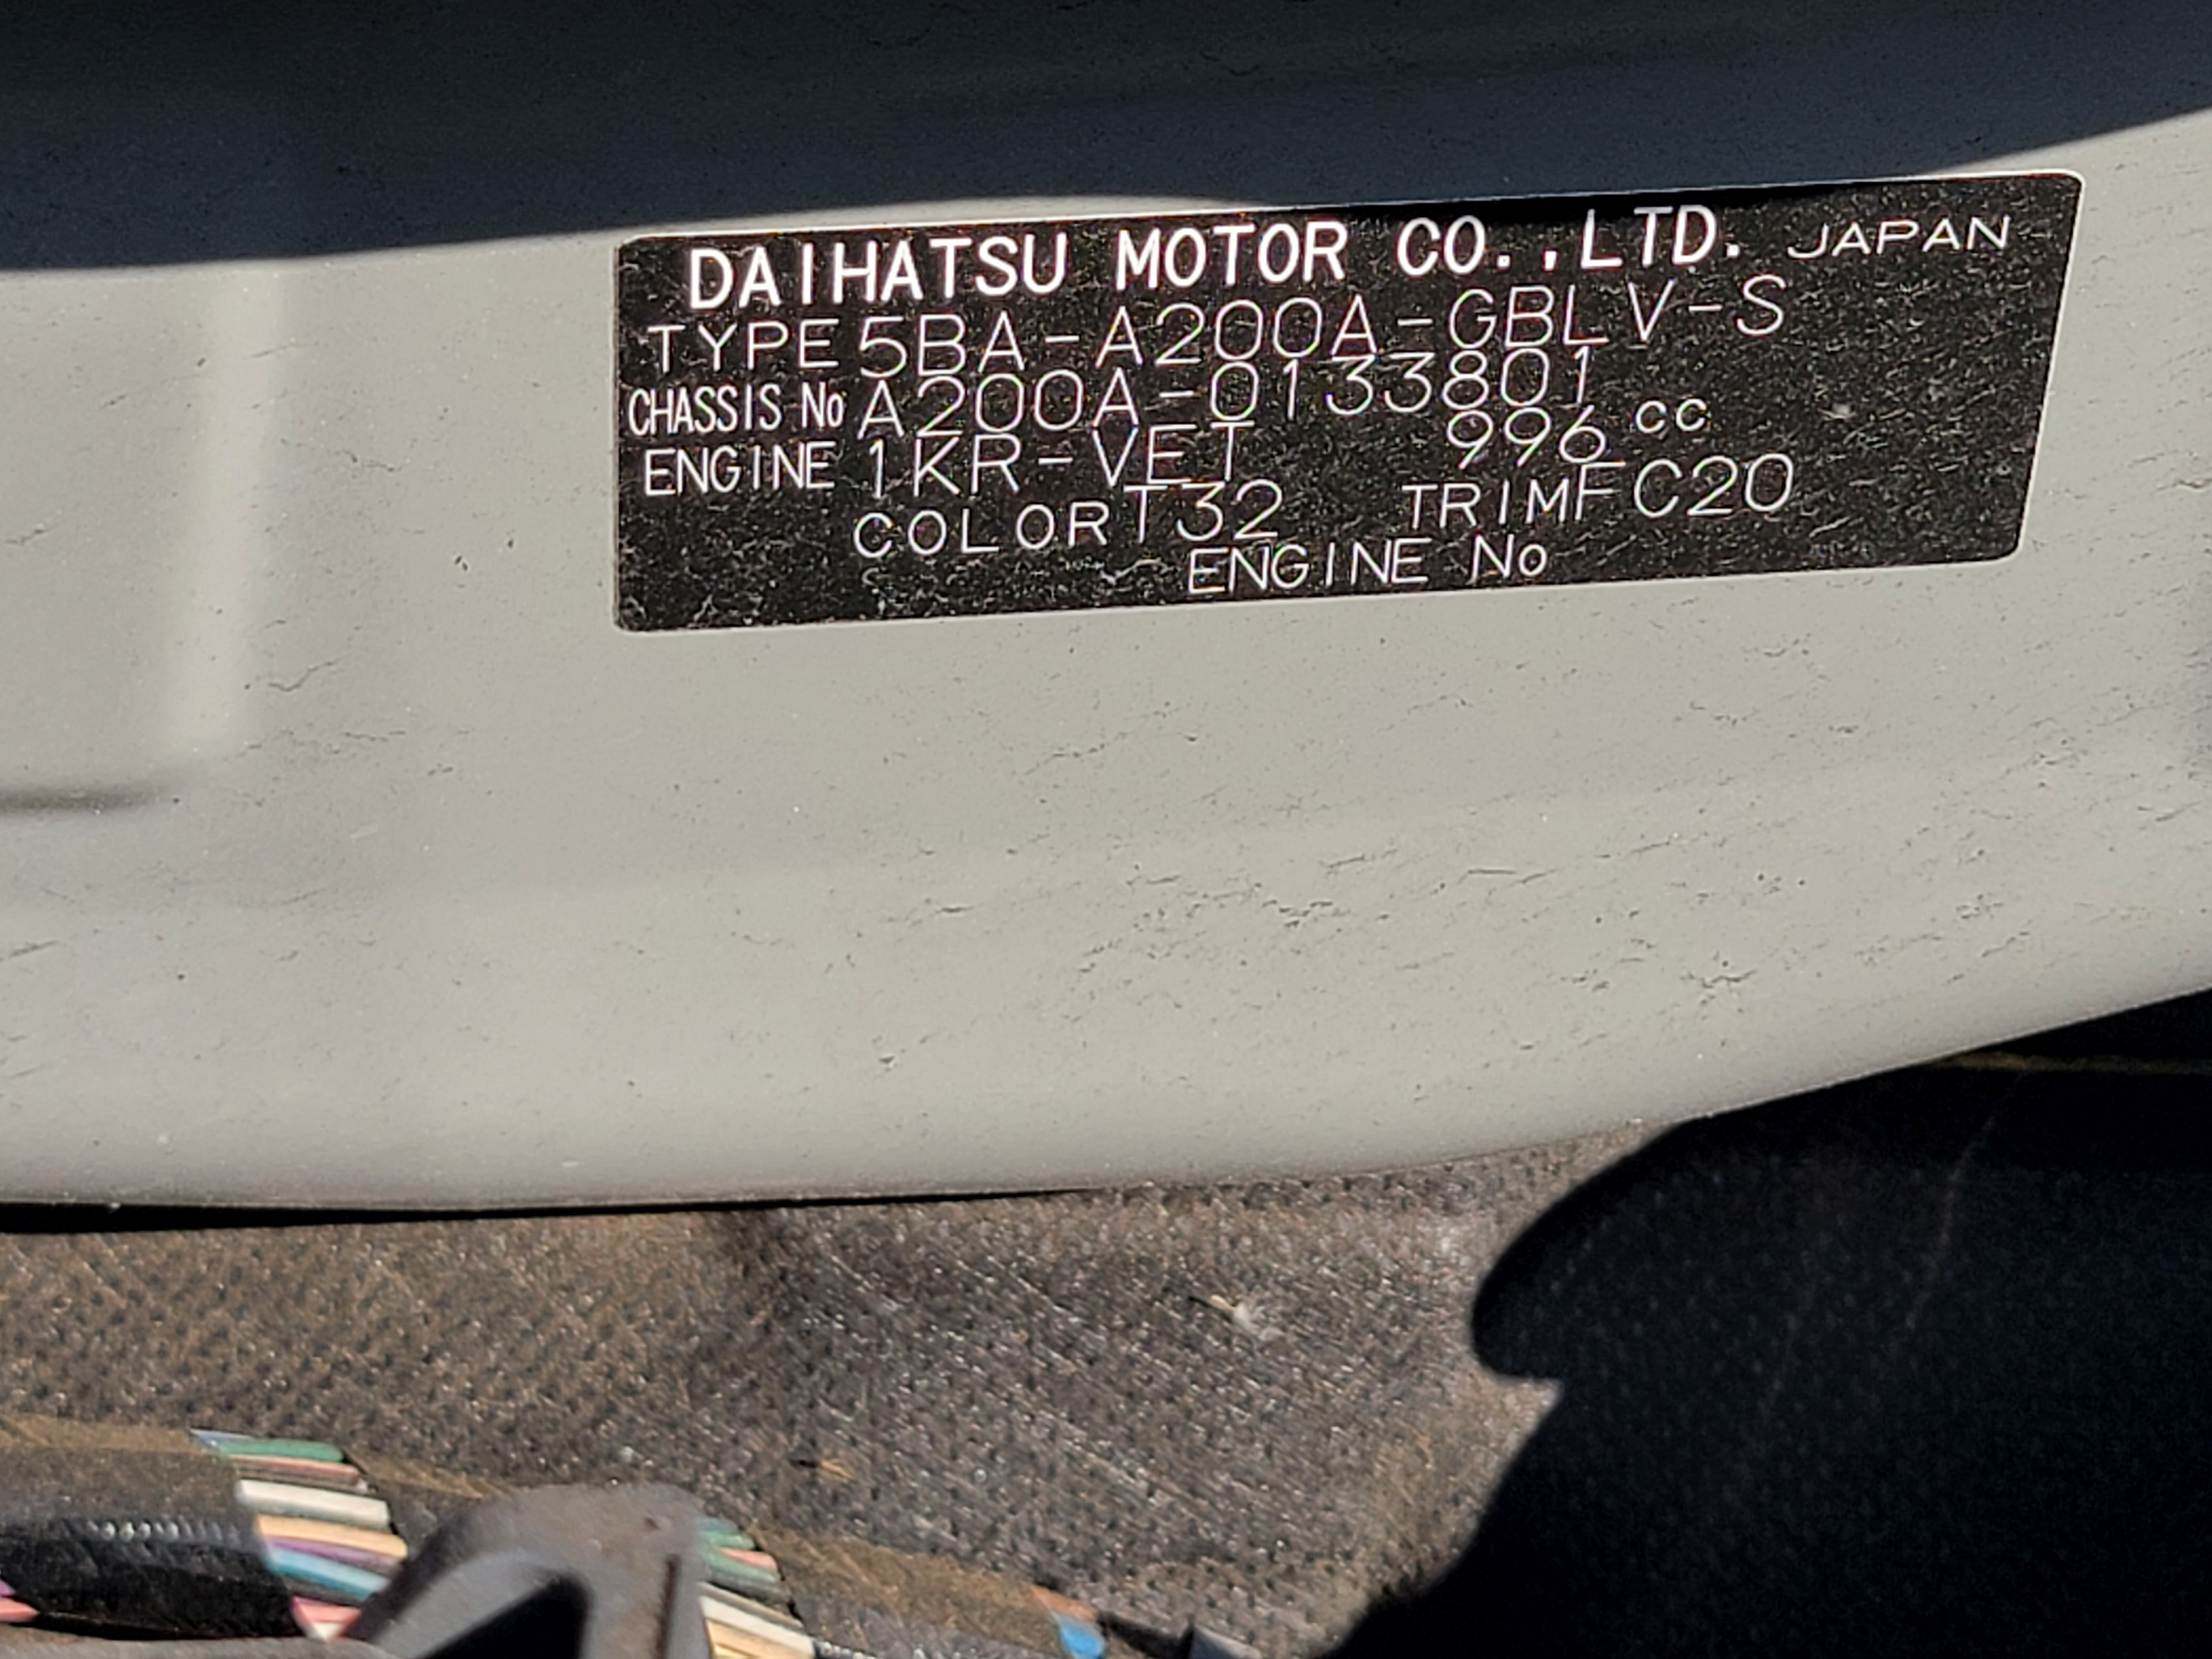 DAIHATSU MOTOR CO.,LTD. JAPAN
TYPE 5BA-A200A-GBLV-S
CHASSIS No A200A-0133801
ENGINE 1KR-VET 996 cc
COLOR T32 TRIM FC20
ENGINE No